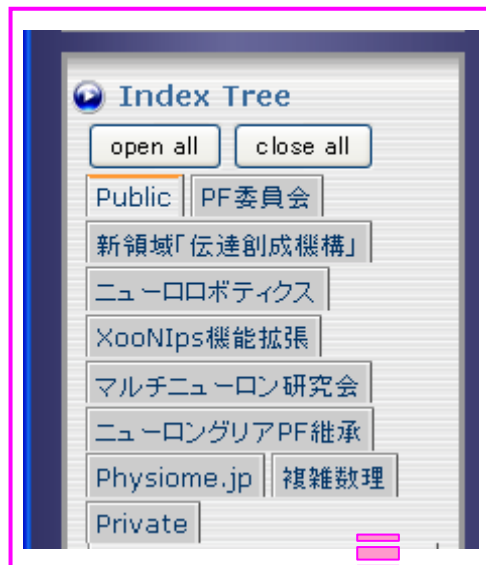 Index Tree
open all close all
Public PF委員会
新領域「伝達創成機構」
ニューロロボティクス
XooNIps機能拡張
マルチニューロン研究会
ニューロングリアPF継承
Physiome.jp 複雑数理
Private